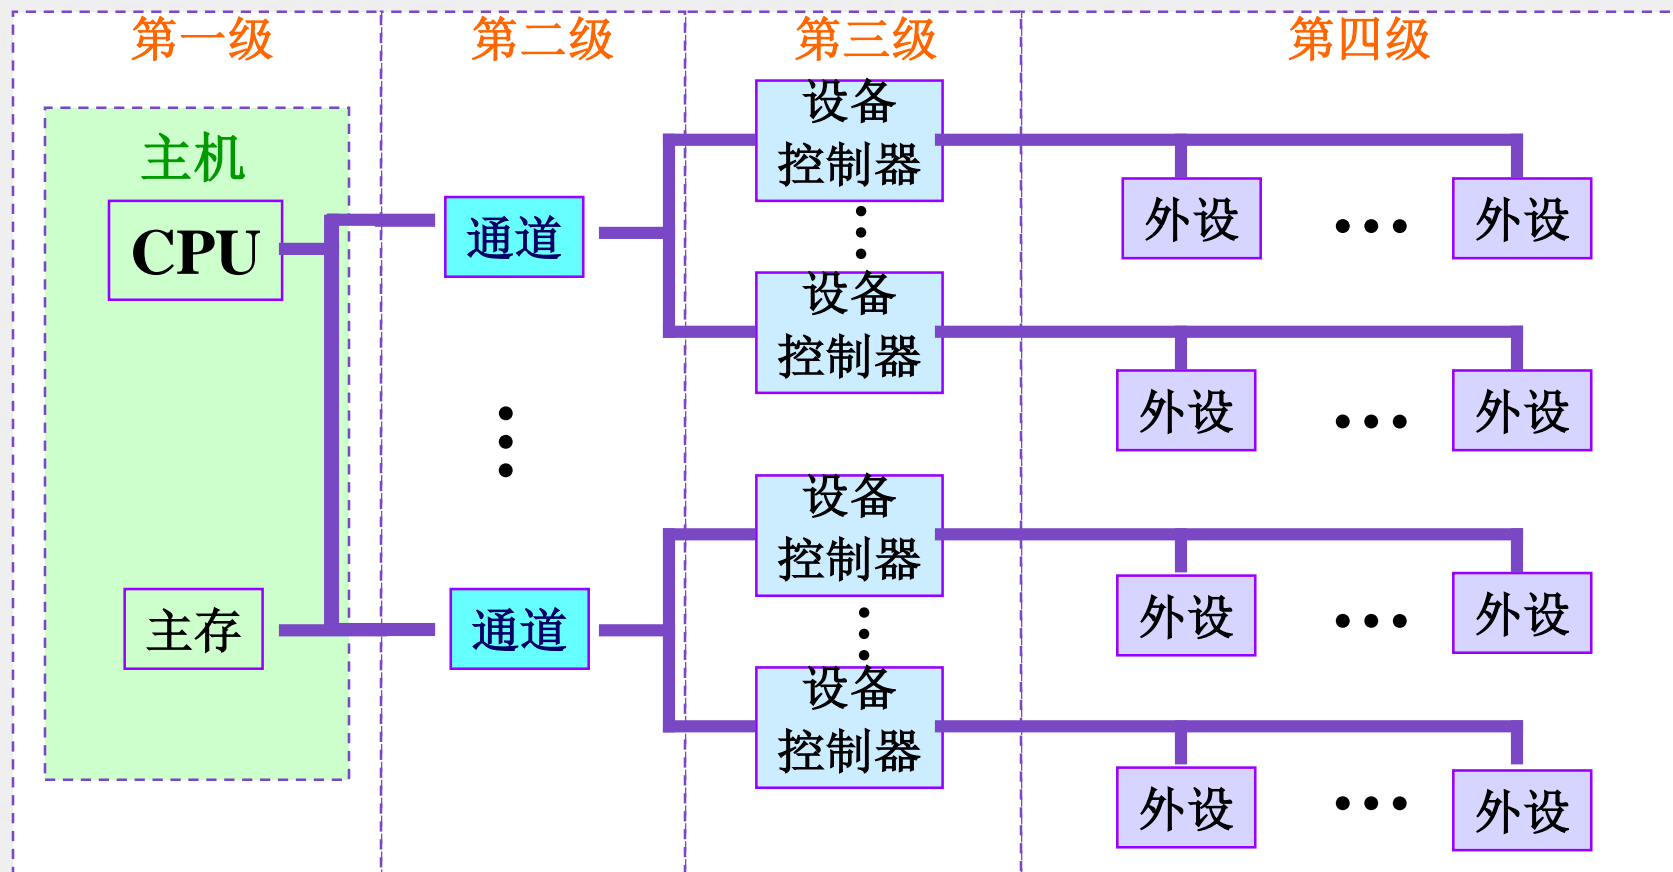 第一级
第二级
第三级
第四级
主机
CPU
主存
通道
通道
设备
控制器
设备
控制器
设备
控制器
设备
控制器
外设
外设
外设
外设
外设
外设
外设
外设